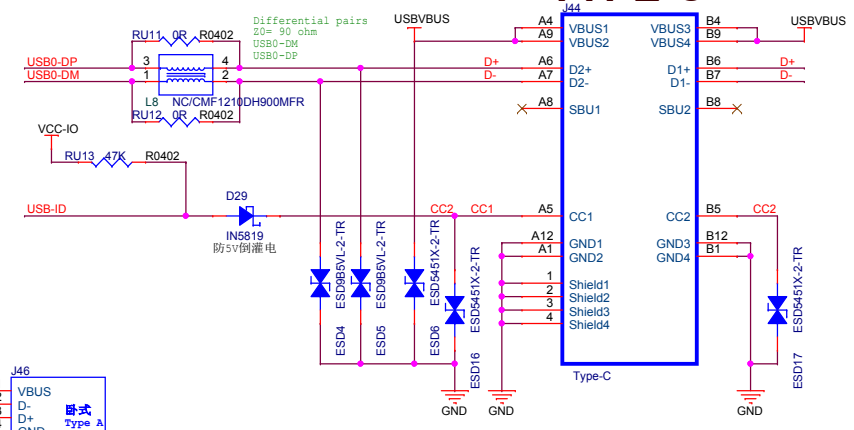 J44
Differential pairs
Z0= 90 ohm
USB0-DM
USB0-DP
USBVBUS
USBVBUS
RU11 0R R0402
A4 VBUS1 VBUS3 B4
A9 VBUS2 VBUS4 B9
USB0-DP 3 4 D+ A6 D2+ D1+ B6 D+
USB0-DM 1 2 D- A7 D2- D1- B7 D-
L8 NC/CMF1210DH900MFR
A8 SBU1 SBU2 B8
RU12 0R R0402
VCC-IO
RU13 47K R0402
D29
USB-ID CC2 CC1 A5 CC1 CC2 B5 CC2
IN5819
防5V倒灌电
A12 GND1 GND3 B12
A1 GND2 GND4 B1
1 Shield1
2 Shield2
3 Shield3
4 Shield4
ESD9B5VL-2-TR
ESD4
ESD9B5VL-2-TR
ESD5
ESD5451X-2-TR
ESD6
ESD5451X-2-TR
ESD16
ESD5451X-2-TR
ESD17
Type-C
GND
GND
GND
J46
VBUS
D-
D+
卧式
Type A